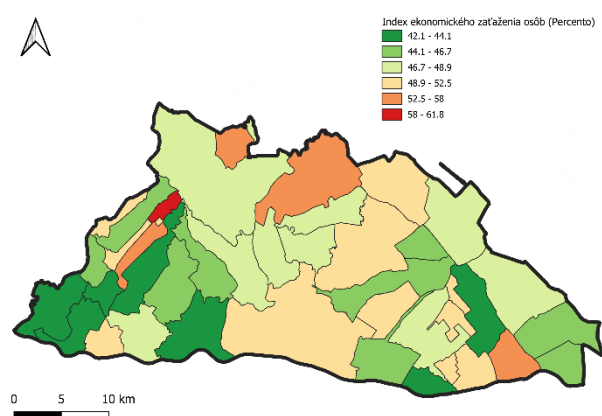 Index ekonomického zaťaženia osôb (Percento)
42.1 - 44.1
44.1 - 46.7
46.7 - 48.9
48.9 - 52.5
52.5 - 58
58 - 61.8
0 5 10 km